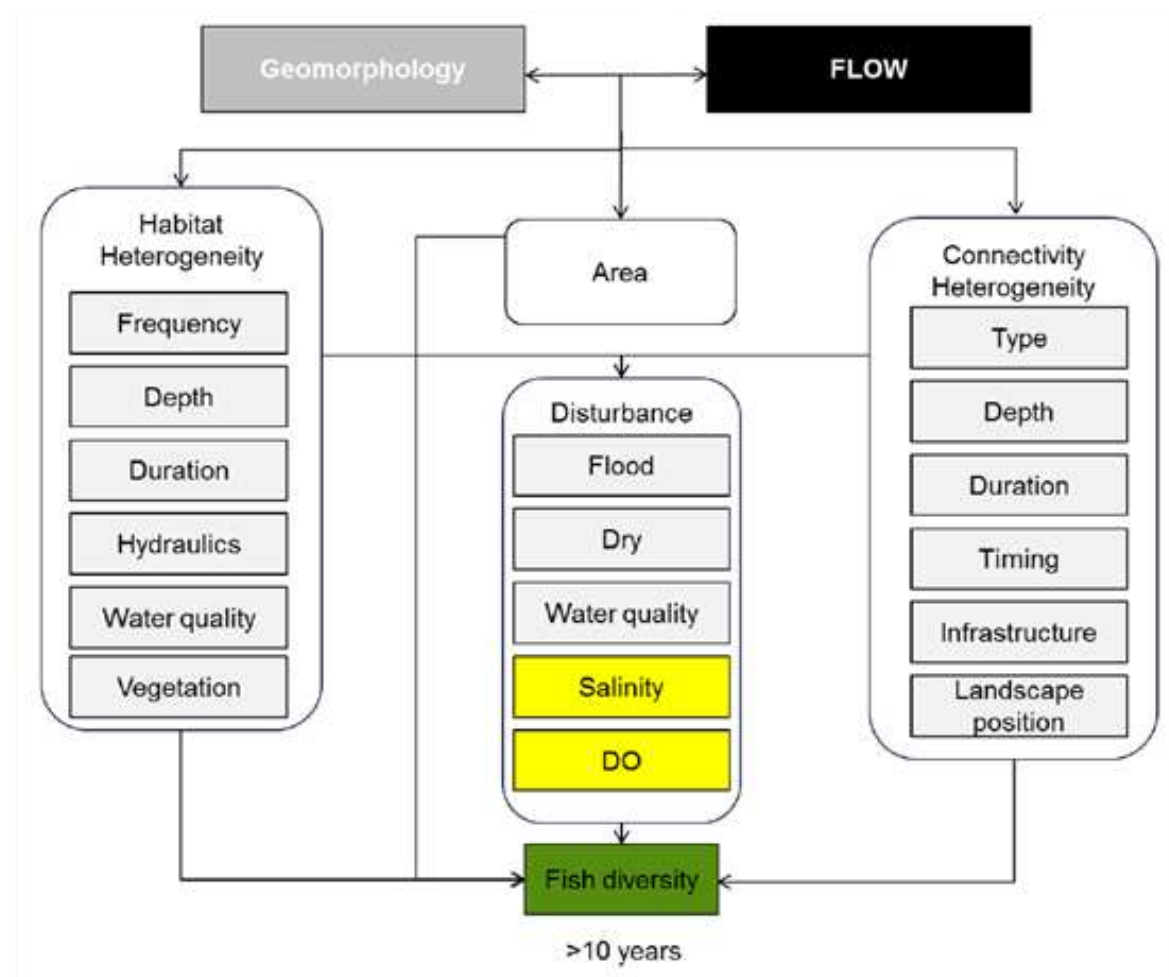 Geomorphology
FLOW
Habitat
Heterogeneity
Frequency
Depth
Duration
Hydraulics
Water quality
Vegetation
Area
Disturbance
Flood
Dry
Water quality
Salinity
DO
Connectivity
Heterogeneity
Type
Depth
Duration
Timing
Infrastructure
Landscape
position
Fish diversity
>10 years